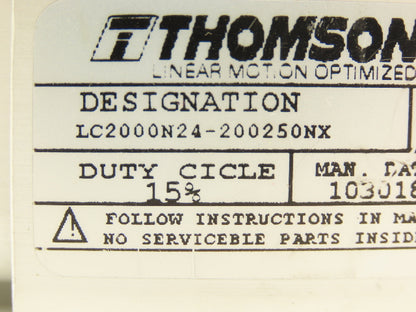 THOMSON
LINEAR MOTION OPTIMIZED
DESIGNATION
LC2000N24-200250NX
DUTY CICLE
15%
MAN. DAT
103018
FOLLOW INSTRUCTIONS IN MA
NO SERVICEBLE PARTS INSID